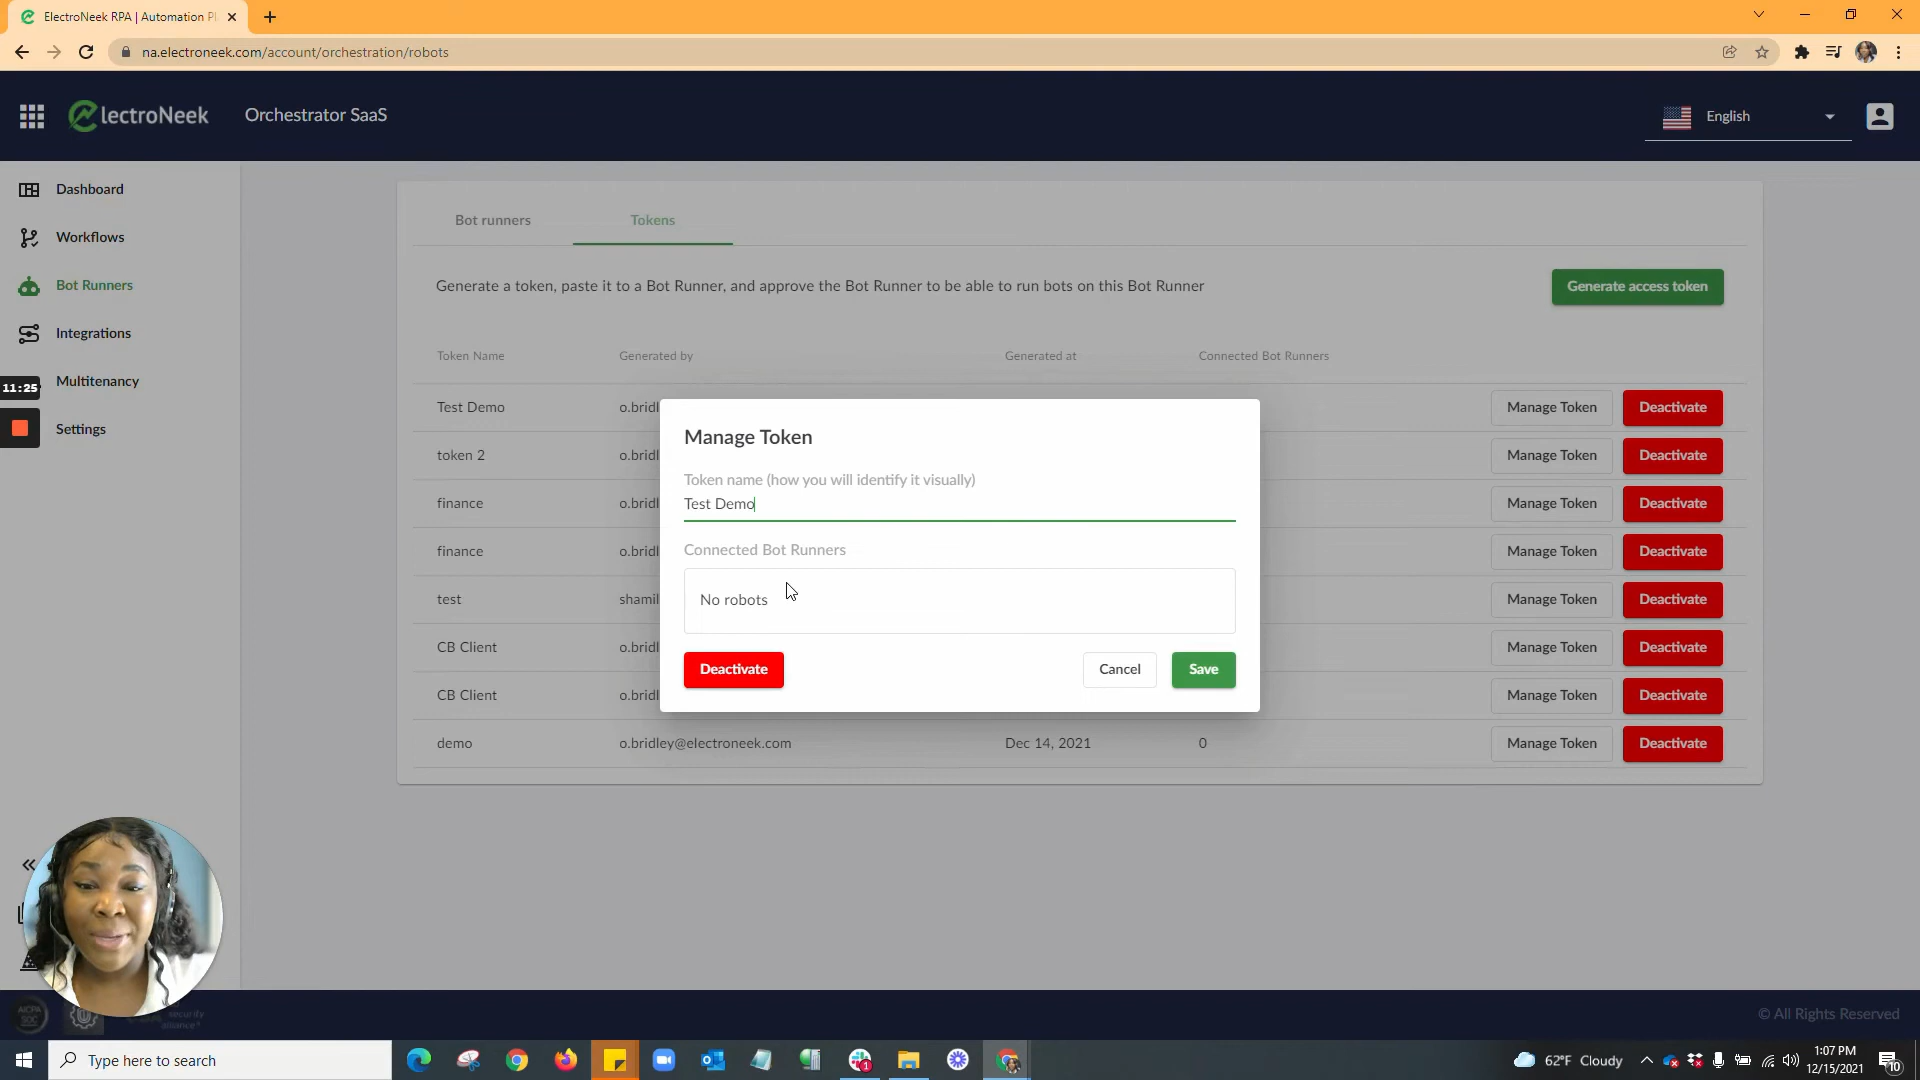 ElectroNeek RPA | Automation Pl
na.electroneek.com/account/orchestration/robots
lectroNeek
Orchestrator SaaS
English
Dashboard
Workflows
Bot Runners
Integrations
11:25
Multitenancy
Settings
Bot runners
Tokens
Generate a token, paste it to a Bot Runner, and approve the Bot Runner to be able to run bots on this Bot Runner
Generate access token
Token Name Generated by Generated at Connected Bot Runners
Test Demo o.bridl Manage Token Deactivate
token 2 o.bridl Manage Token Deactivate
finance o.bridl Manage Token Deactivate
finance o.bridl Manage Token Deactivate
test shamil Manage Token Deactivate
CB Client o.bridl Manage Token Deactivate
CB Client o.bridl Manage Token Deactivate
demo o.bridley@electroneek.com Dec 14, 2021 0 Manage Token Deactivate
Manage Token
Token name (how you will identify it visually)
Test Demo
Connected Bot Runners
No robots
Deactivate
Cancel
Save
AICPA
SOC
security
alliance
© All Rights Reserved
Type here to search
1
62°F Cloudy
1:07 PM
12/15/2021
10